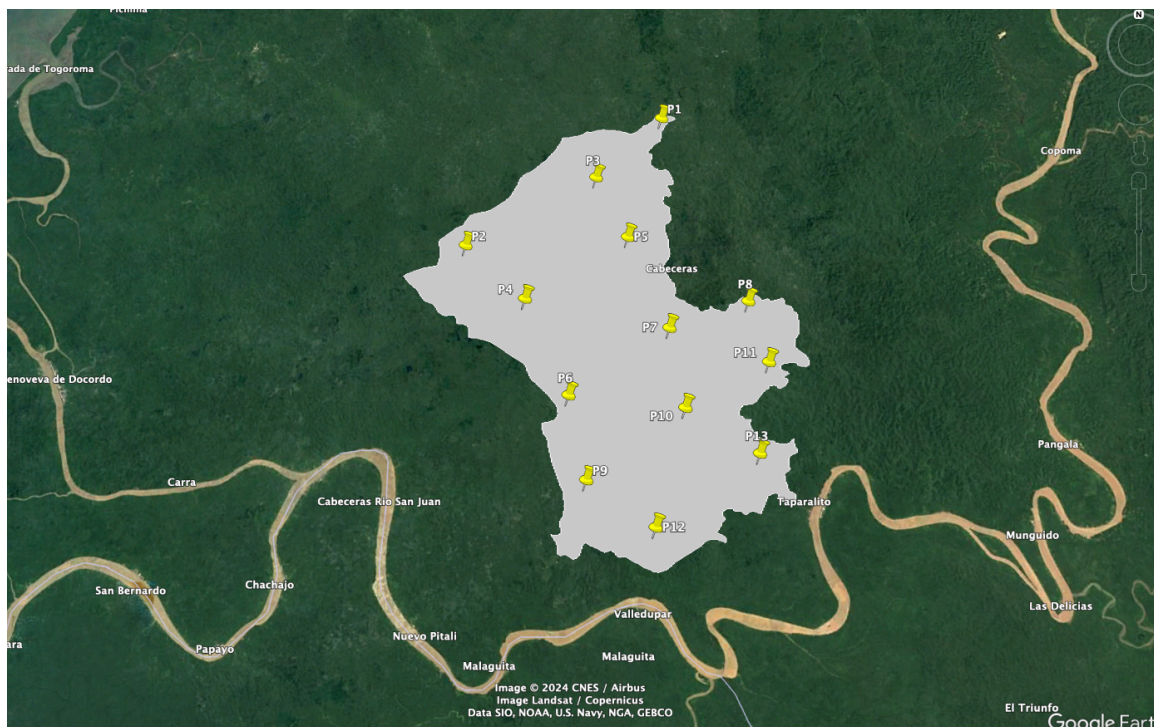 Pichima
N
ada de Togoroma
P1
Copoma
P3
P2
P5
Cabeceras
P4
P8
P7
P11
enoveva de Docordo
P6
P10
P13
Pangala
P9
Carra
Cabeceras Rio San Juan
Taparalito
P12
Munguido
Chachajo
San Bernardo
Las Delicias
Valledupar
Nuevo Pitali
ara
Papayo
Malaguita
Malaguita
Image © 2024 CNES / Airbus
Image Landsat / Copernicus
Data SIO, NOAA, U.S. Navy, NGA, GEBCO
El Triunfo
Google Eart